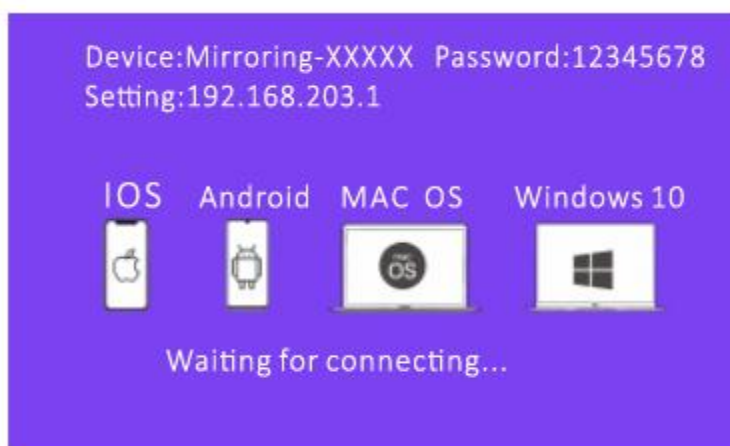 Device:Mirroring-XXXXX Password:12345678
Setting:192.168.203.1
IOS Android MAC OS Windows 10
OS
Waiting for connecting...